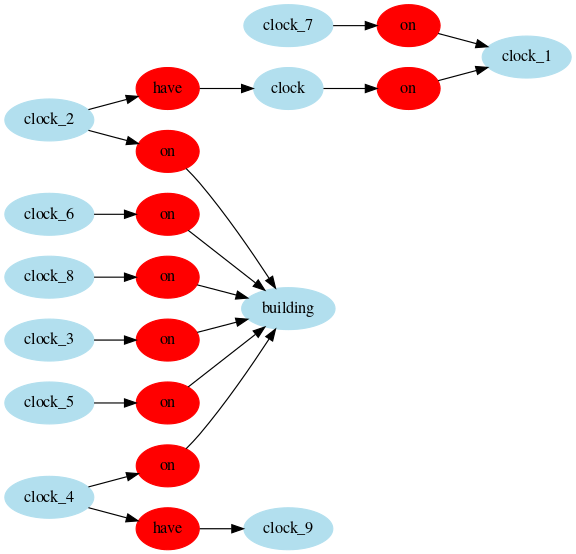 clock_7 on
clock_1
have clock on
clock_2
on
clock_6 on
clock_8 on
building
clock_3 on
clock_5 on
on
clock_4
have clock_9